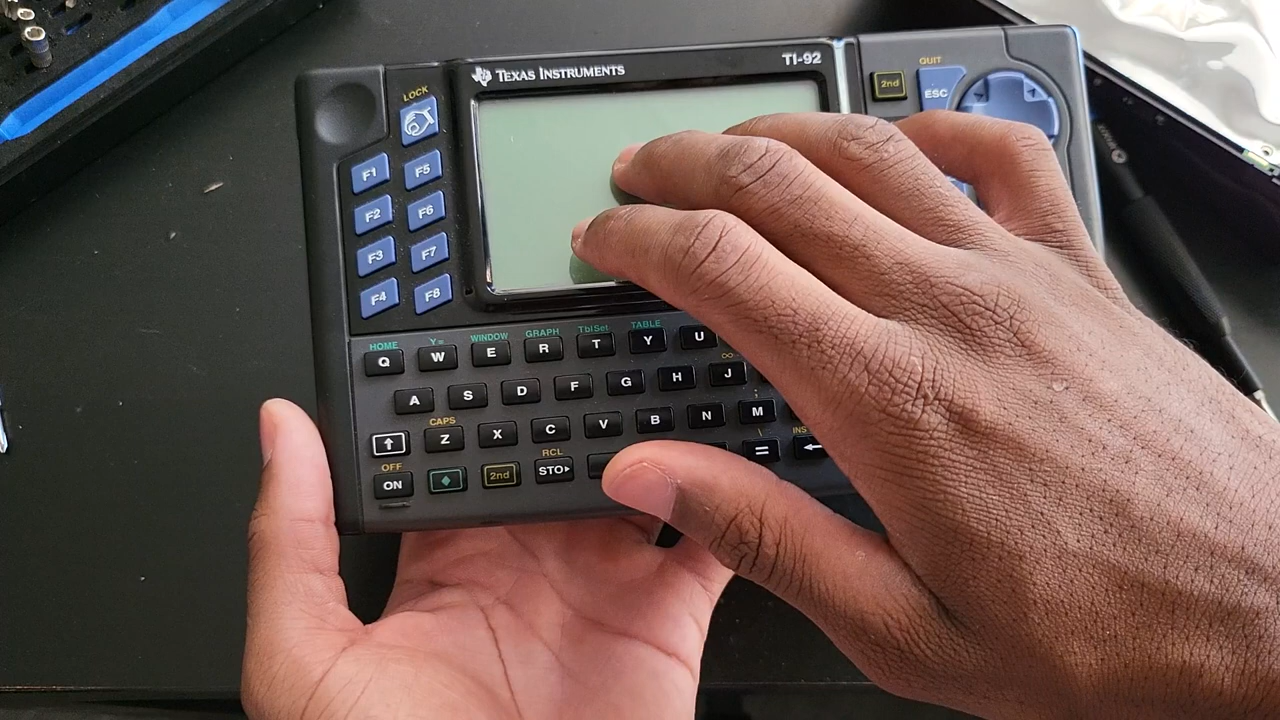 TEXAS INSTRUMENTS
TI-92
QUIT
2nd
ESC
LOCK
F1 F5
F2 F6
F3 F7
F4 F8
HOME Y= WINDOW GRAPH TblSet TABLE
Q W E R T Y U
∞
A S D F G H J
CAPS ;
↑ Z X C V B N M
OFF RCL \ INS
ON ♦ 2nd STO▸ = ←